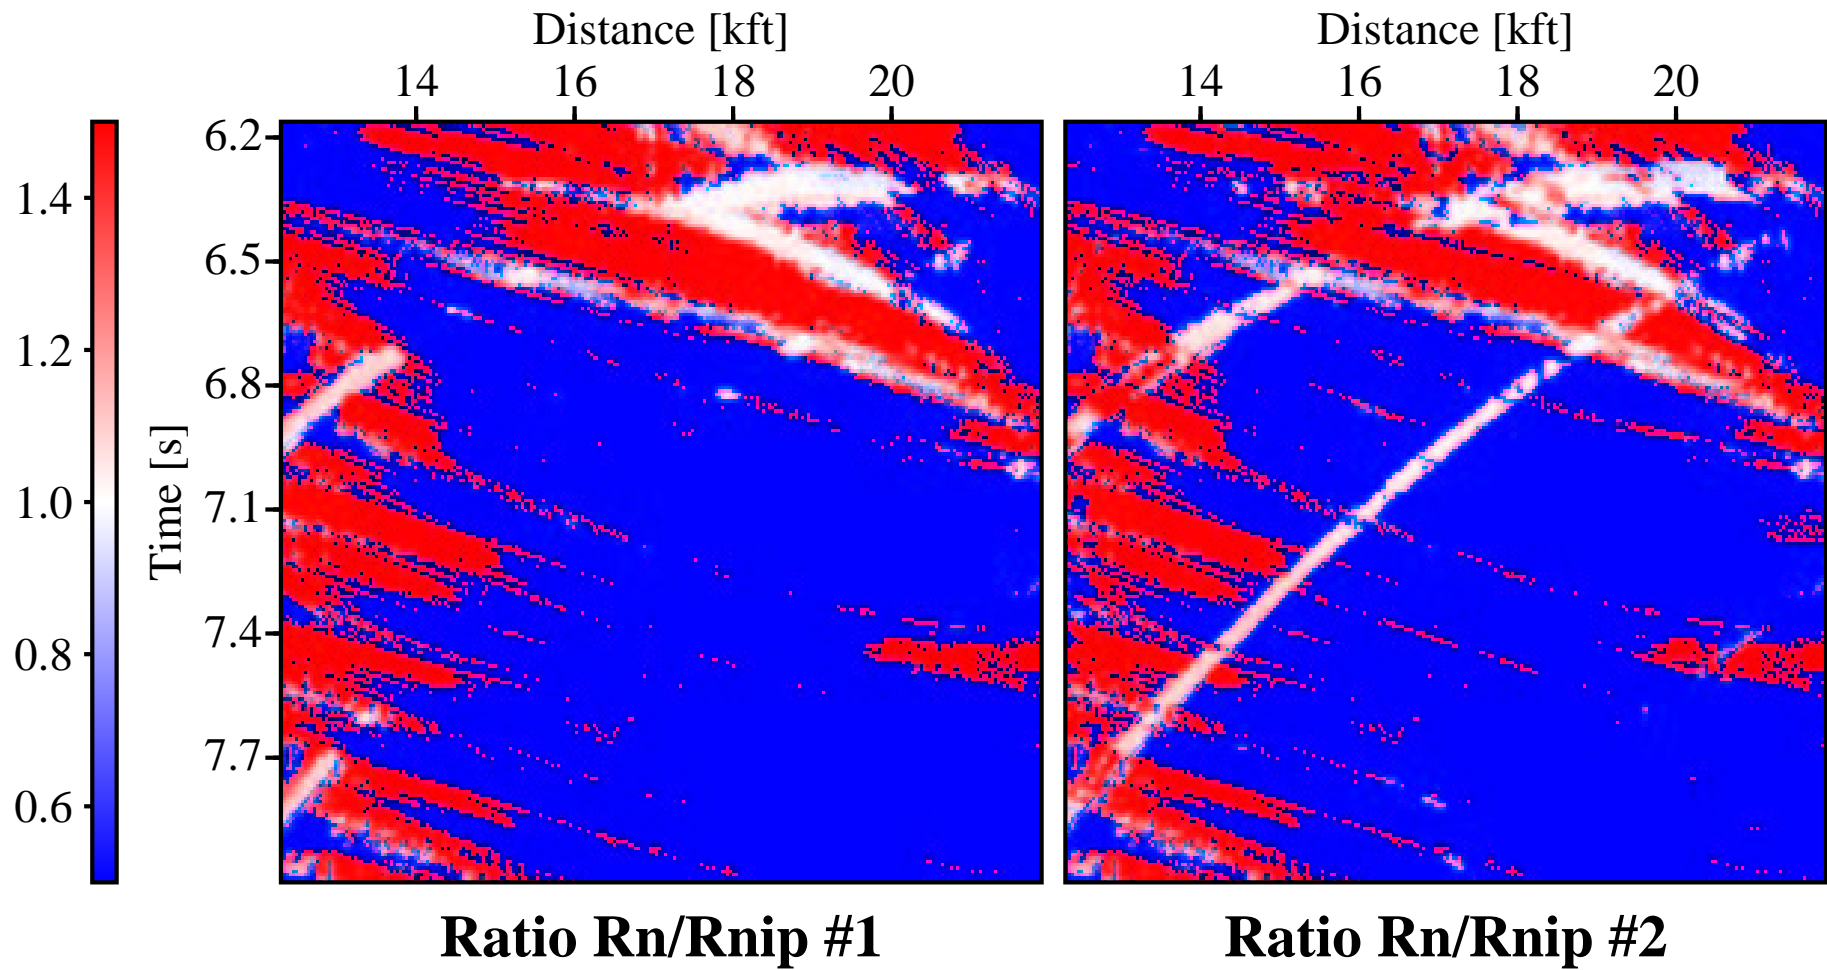 Distance [kft] Distance [kft]
14 16 18 20 14 16 18 20
6.2
1.4
6.5
1.2
6.8
1.0
7.1
Time [s]
7.4
0.8
7.7
0.6
Ratio Rn/Rnip #1 Ratio Rn/Rnip #2